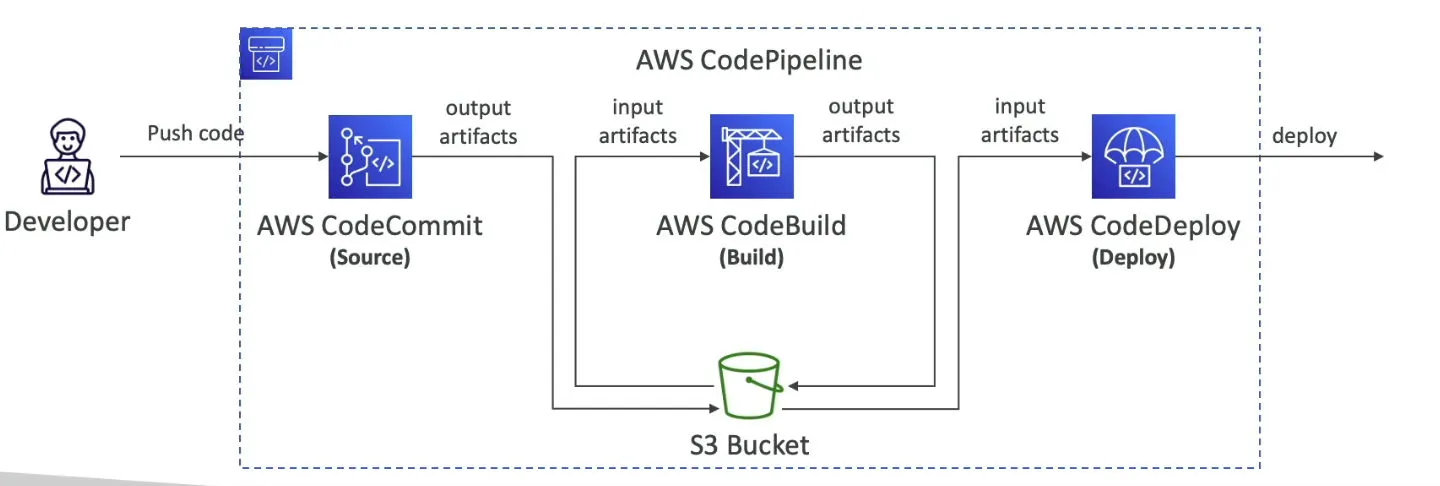 AWS CodePipeline
Push code
output
artifacts
input
artifacts
output
artifacts
input
artifacts
deploy
Developer
AWS CodeCommit
(Source)
AWS CodeBuild
(Build)
AWS CodeDeploy
(Deploy)
S3 Bucket